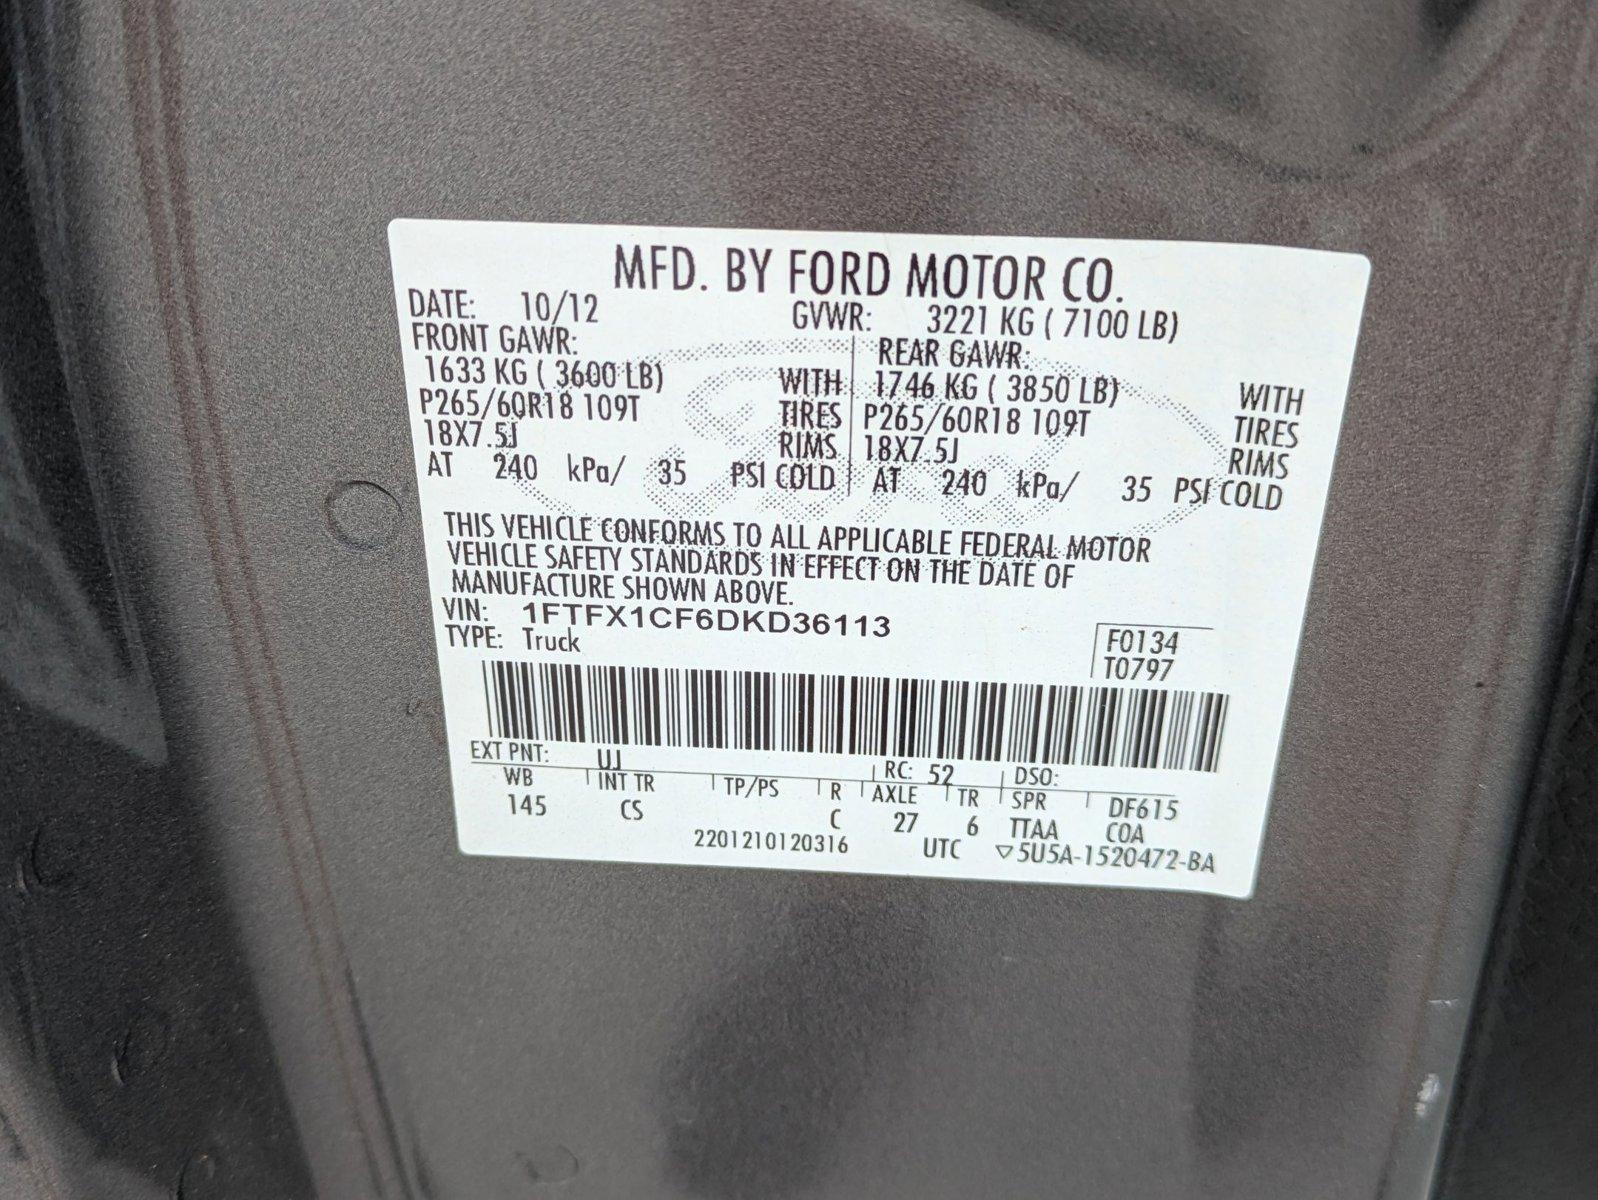 MFD. BY FORD MOTOR CO.
DATE: 10/12 GVWR: 3221 KG ( 7100 LB)
FRONT GAWR: REAR GAWR:
1633 KG ( 3600 LB) WITH 1746 KG ( 3850 LB) WITH
P265/60R18 109T TIRES P265/60R18 109T TIRES
18X7.5J RIMS 18X7.5J RIMS
AT 240 kPa/ 35 PSI COLD AT 240 kPa/ 35 PSI COLD
THIS VEHICLE CONFORMS TO ALL APPLICABLE FEDERAL MOTOR
VEHICLE SAFETY STANDARDS IN EFFECT ON THE DATE OF
MANUFACTURE SHOWN ABOVE.
VIN: 1FTFX1CF6DKD36113
TYPE: Truck
F0134
T0797
EXT PNT: UJ RC: 52 DSO:
WB INT TR TP/PS R AXLE TR SPR DF615
145 CS C 27 6 TTAA COA
2201210120316 UTC ▽5U5A-1520472-BA